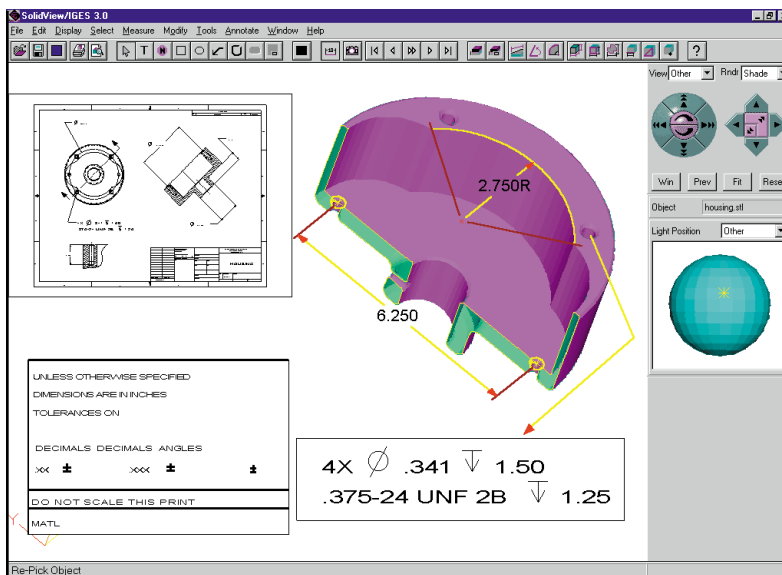 SolidView/IGES 3.0
File Edit Display Select Measure Modify Tools Annotate Window Help
T N ?
View Other Rndr Shade
Win Prev Fit Rese
Object housing.stl
Light Position Other
2.750R
6.250
HOUSING
UNLESS OTHERWISE SPECIFIED
DIMENSIONS ARE IN INCHES
TOLERANCES ON
DECIMALS DECIMALS ANGLES
.xx ± .xxx ± ±
DO NOT SCALE THIS PRINT
MATL
Y
4X ∅ .341 ↧ 1.50
.375-24 UNF 2B ↧ 1.25
Re-Pick Object